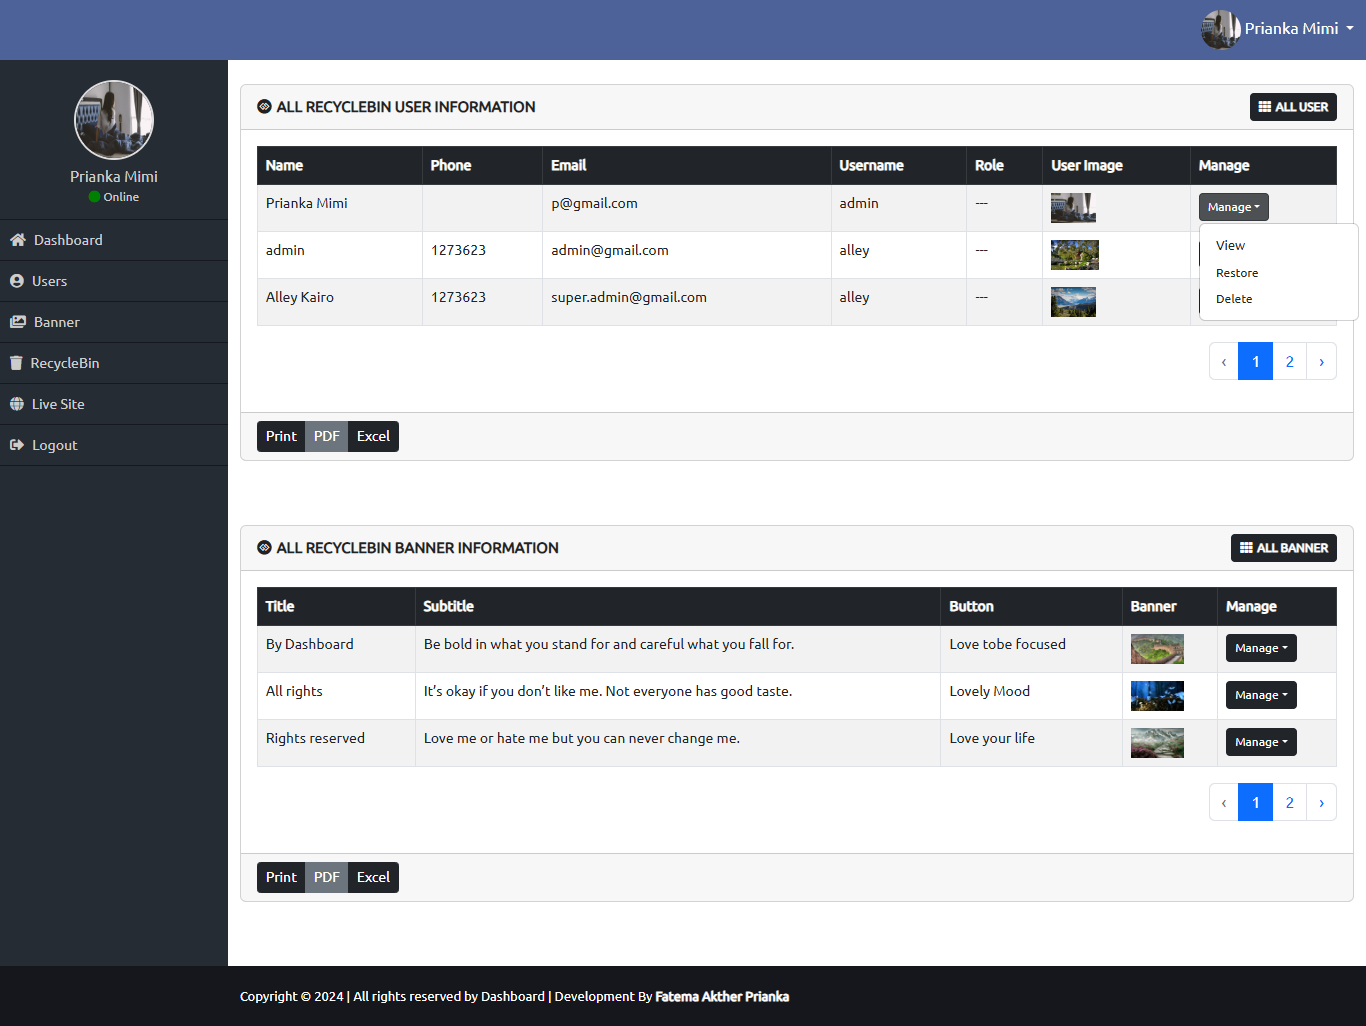 Prianka Mimi
Prianka Mimi
Online
Dashboard
Users
Banner
RecycleBin
Live Site
Logout
ALL RECYCLEBIN USER INFORMATION
ALL USER
Name Phone Email Username Role User Image Manage
Prianka Mimi p@gmail.com admin --- Manage
admin 1273623 admin@gmail.com alley ---
Alley Kairo 1273623 super.admin@gmail.com alley ---
View
Restore
Delete
‹ 1 2 ›
Print PDF Excel
ALL RECYCLEBIN BANNER INFORMATION
ALL BANNER
Title Subtitle Button Banner Manage
By Dashboard Be bold in what you stand for and careful what you fall for. Love tobe focused Manage
All rights It’s okay if you don’t like me. Not everyone has good taste. Lovely Mood Manage
Rights reserved Love me or hate me but you can never change me. Love your life Manage
‹ 1 2 ›
Print PDF Excel
Copyright © 2024 | All rights reserved by Dashboard | Development By Fatema Akther Prianka